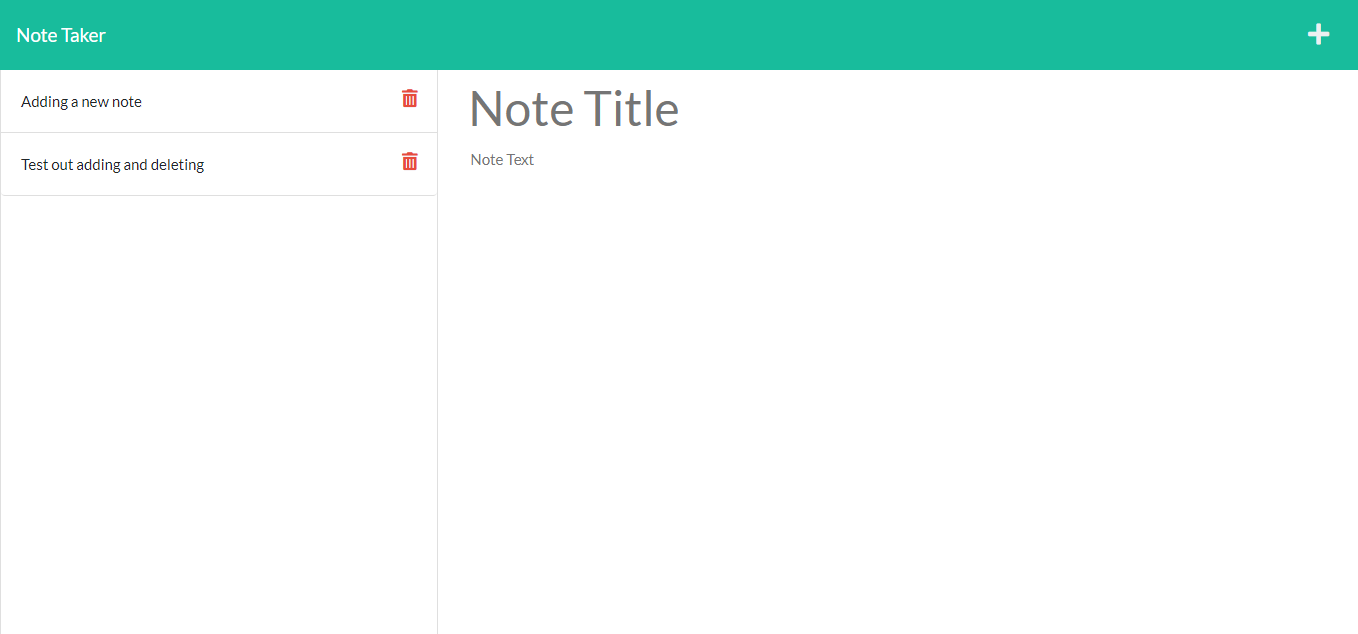 Note Taker
Adding a new note
Test out adding and deleting
Note Title
Note Text